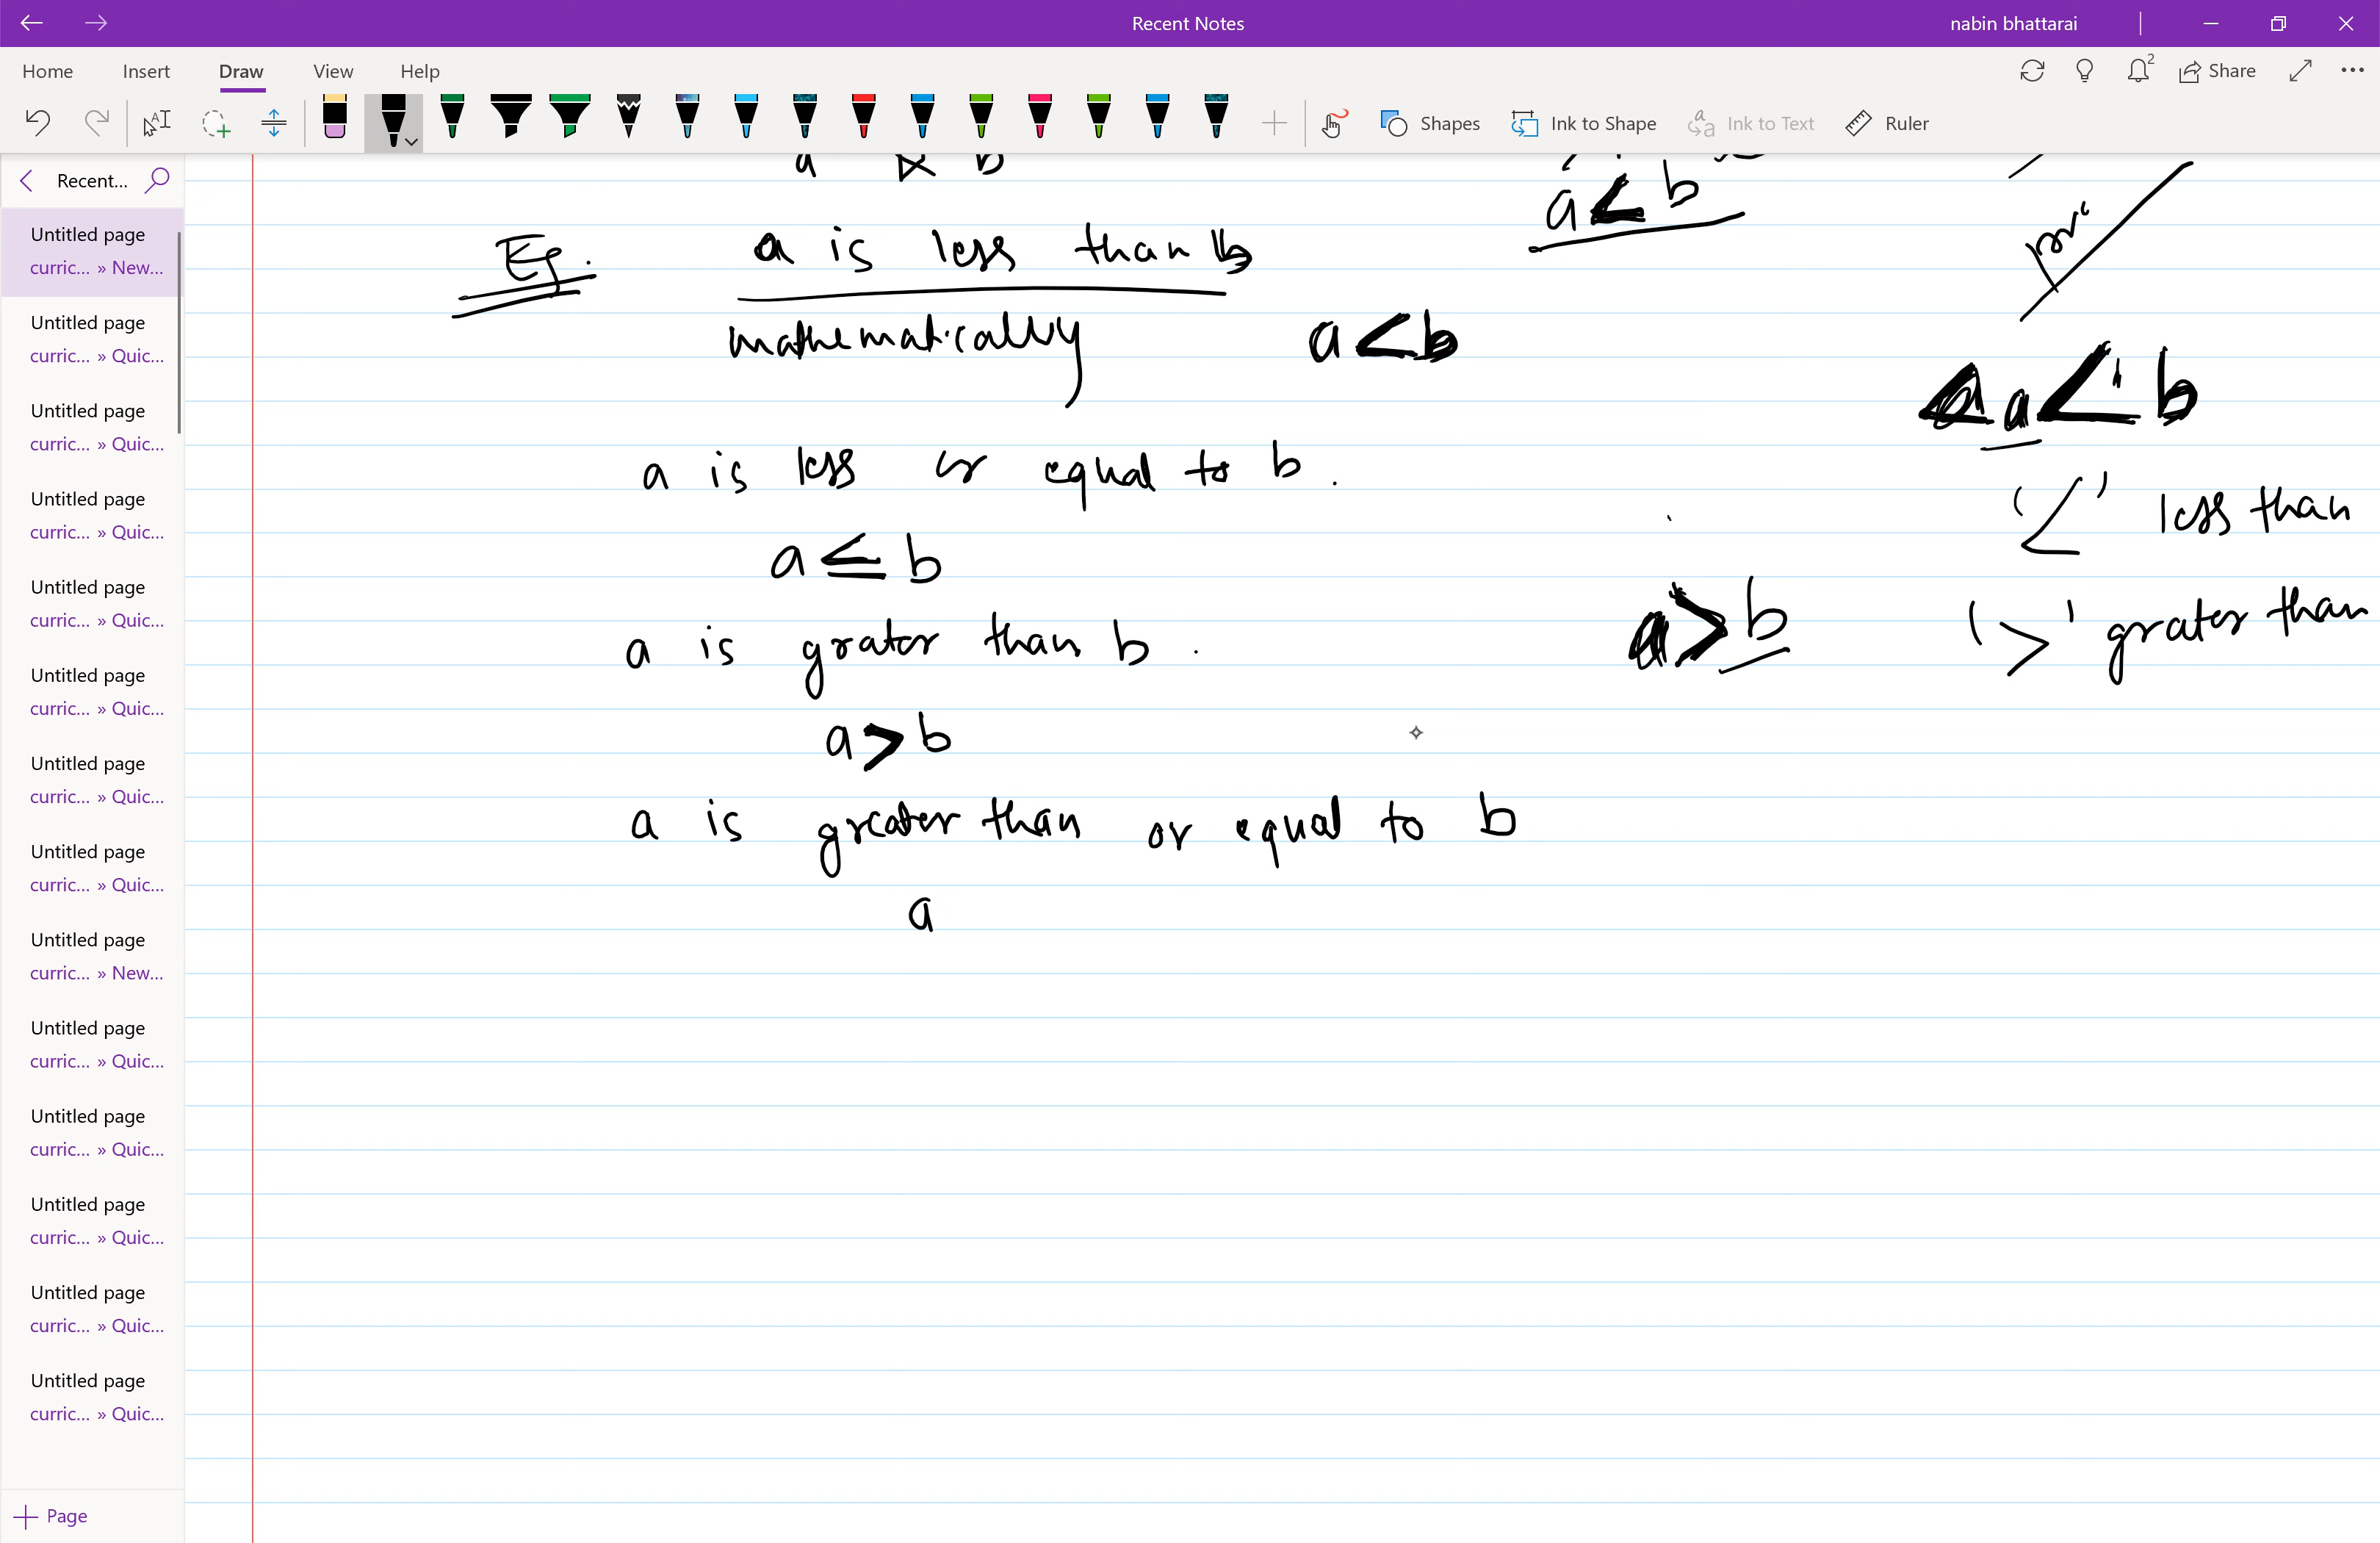 Recent Notes
nabin bhattarai
Home Insert Draw View Help
2 Share
Shapes Ink to Shape Ink to Text Ruler
Recent...
Untitled page
curric... » New...
Untitled page
curric... » Quic...
Untitled page
curric... » Quic...
Untitled page
curric... » Quic...
Untitled page
curric... » Quic...
Untitled page
curric... » Quic...
Untitled page
curric... » Quic...
Untitled page
curric... » Quic...
Untitled page
curric... » New...
Untitled page
curric... » Quic...
Untitled page
curric... » Quic...
Untitled page
curric... » Quic...
Untitled page
curric... » Quic...
Untitled page
curric... » Quic...
Page
a b
a < b
Eg. a is less than b
mathematically a < b
a < b
a is less or equal to b .
'<' less than
a ≤ b
a is grater than b .
a > b
'>' grater than
a > b
a is greater than or equal to b
a